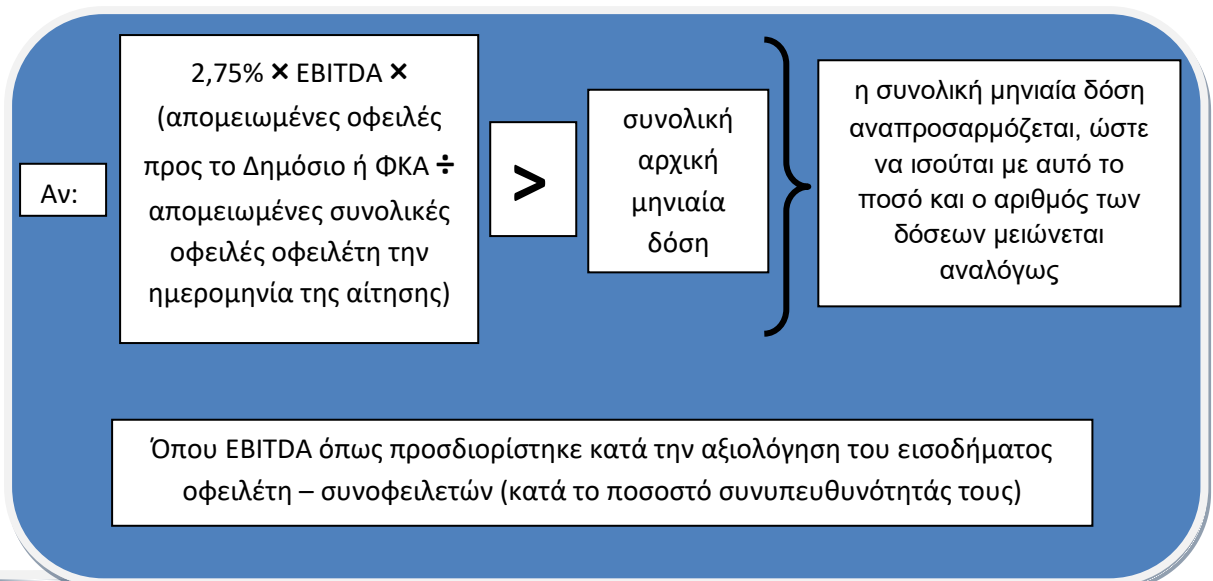 Αν:
2,75% × EBITDA ×
(απομειωμένες οφειλές
προς το Δημόσιο ή ΦΚΑ ÷
απομειωμένες συνολικές
οφειλές οφειλέτη την
ημερομηνία της αίτησης)
>
συνολική
αρχική
μηνιαία
δόση
η συνολική μηνιαία δόση
αναπροσαρμόζεται, ώστε
να ισούται με αυτό το
ποσό και ο αριθμός των
δόσεων μειώνεται
αναλόγως
Όπου EBITDA όπως προσδιορίστηκε κατά την αξιολόγηση του εισοδήματος
οφειλέτη – συνοφειλετών (κατά το ποσοστό συνυπευθυνότητάς τους)